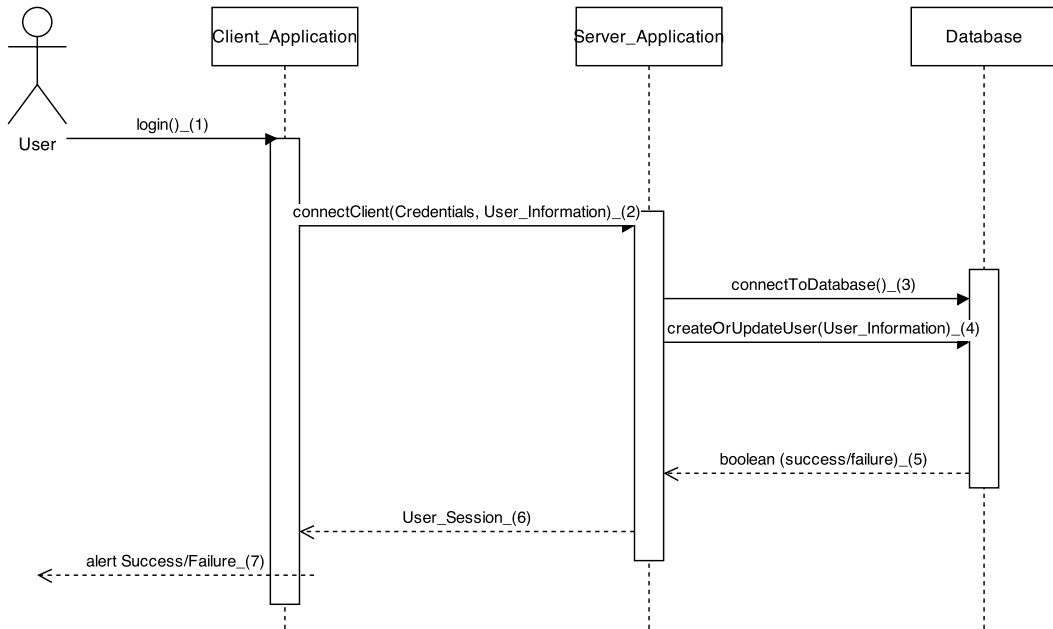 Client_Application
Server_Application
Database
login()_(1)
User
connectClient(Credentials, User_Information)_(2)
connectToDatabase()_(3)
createOrUpdateUser(User_Information)_(4)
boolean (success/failure)_(5)
User_Session_(6)
alert Success/Failure_(7)